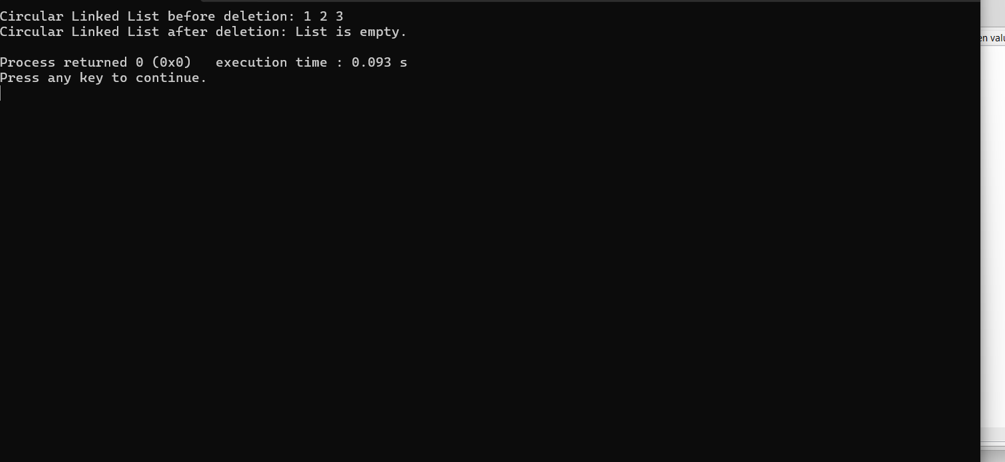 Circular Linked List before deletion: 1 2 3
Circular Linked List after deletion: List is empty.
Process returned 0 (0x0)   execution time : 0.093 s
Press any key to continue.